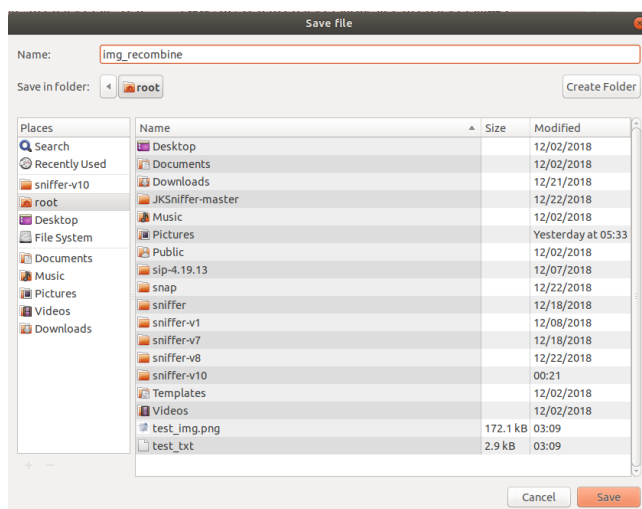 Save file
Name: img_recombine
Save in folder: root Create Folder
Places Name Size Modified
Search Desktop 12/02/2018
Recently Used Documents 12/02/2018
Downloads 12/21/2018
sniffer-v10 JKSniffer-master 12/22/2018
root Music 12/02/2018
Desktop Pictures Yesterday at 05:33
File System Public 12/02/2018
Documents sip-4.19.13 12/07/2018
Music snap 12/22/2018
Pictures sniffer 12/18/2018
Videos sniffer-v1 12/08/2018
Downloads sniffer-v7 12/18/2018
sniffer-v8 12/22/2018
sniffer-v10 00:21
Templates 12/02/2018
Videos 12/02/2018
test_img.png 172.1 kB 03:09
test_txt 2.9 kB 03:09
Cancel Save